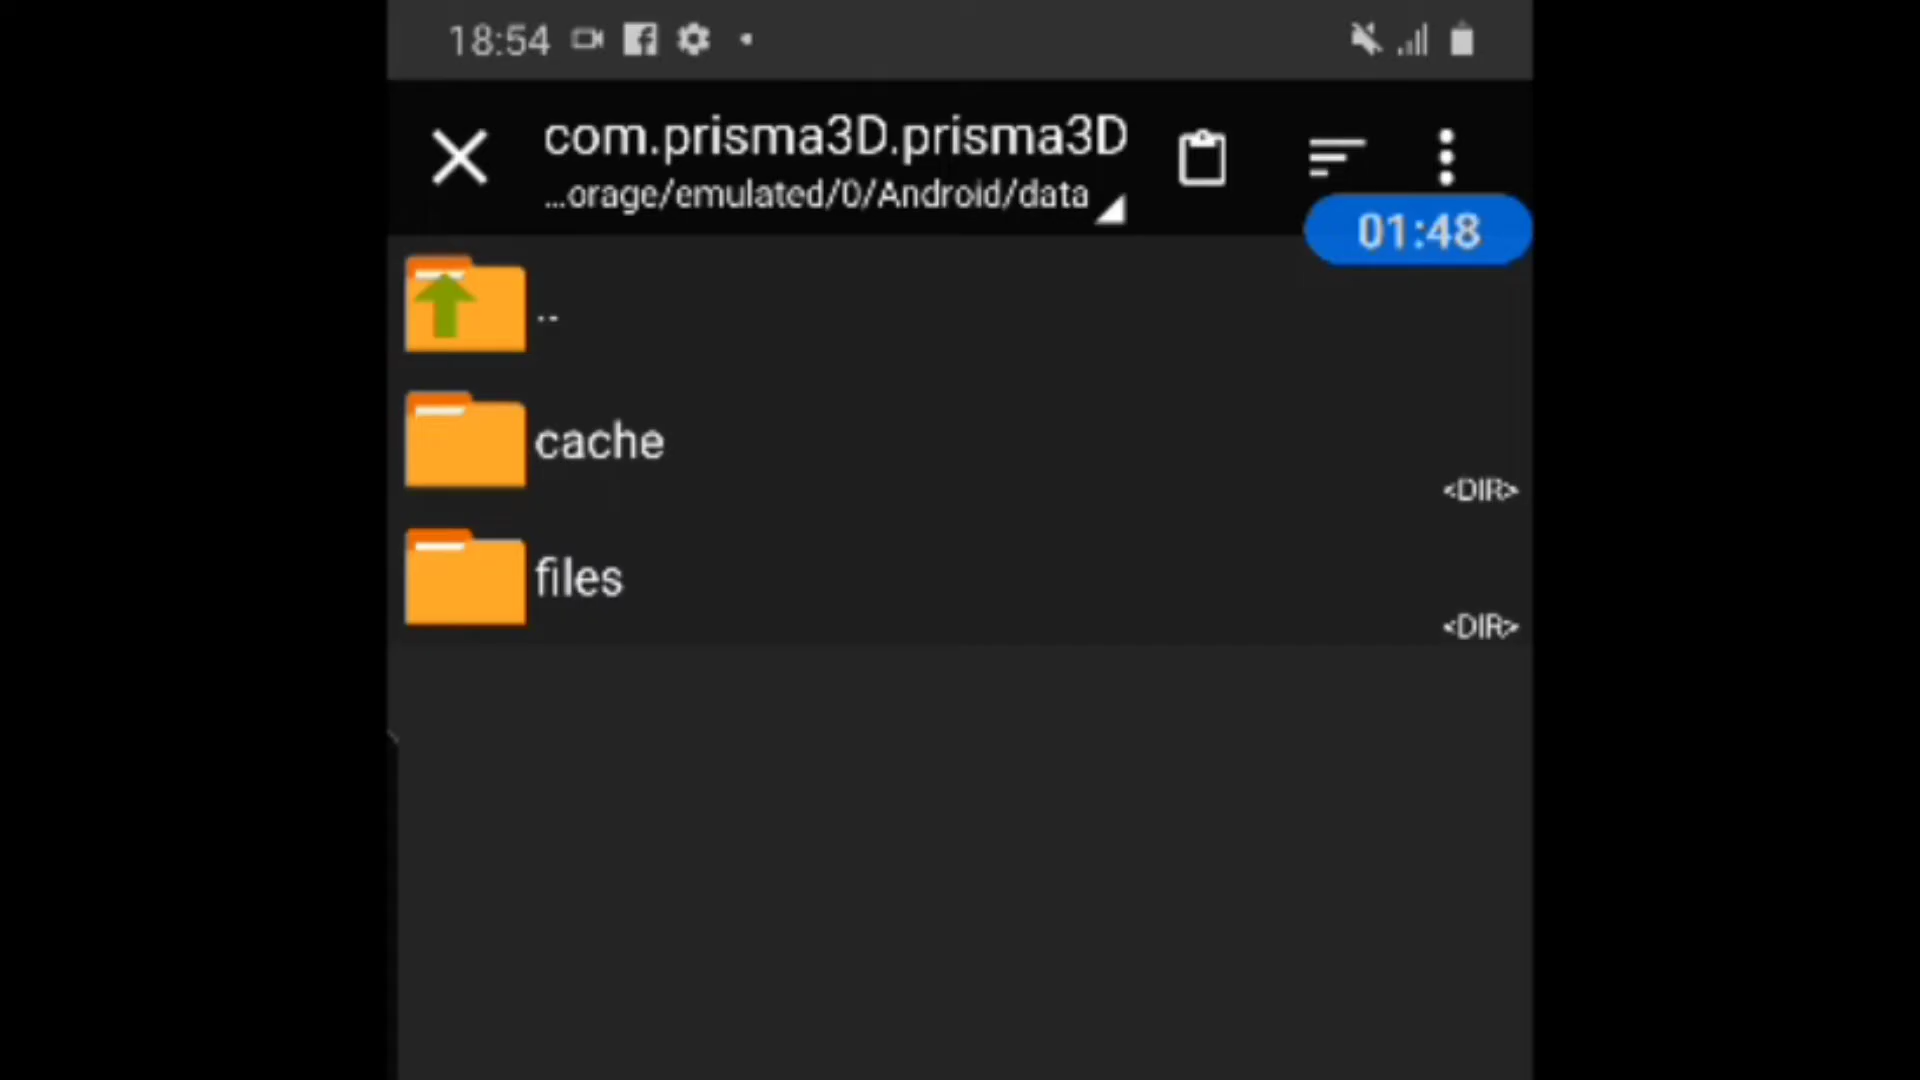 18:54
com.prisma3D.prisma3D
...orage/emulated/0/Android/data
01:48
..
cache
<DIR>
files
<DIR>